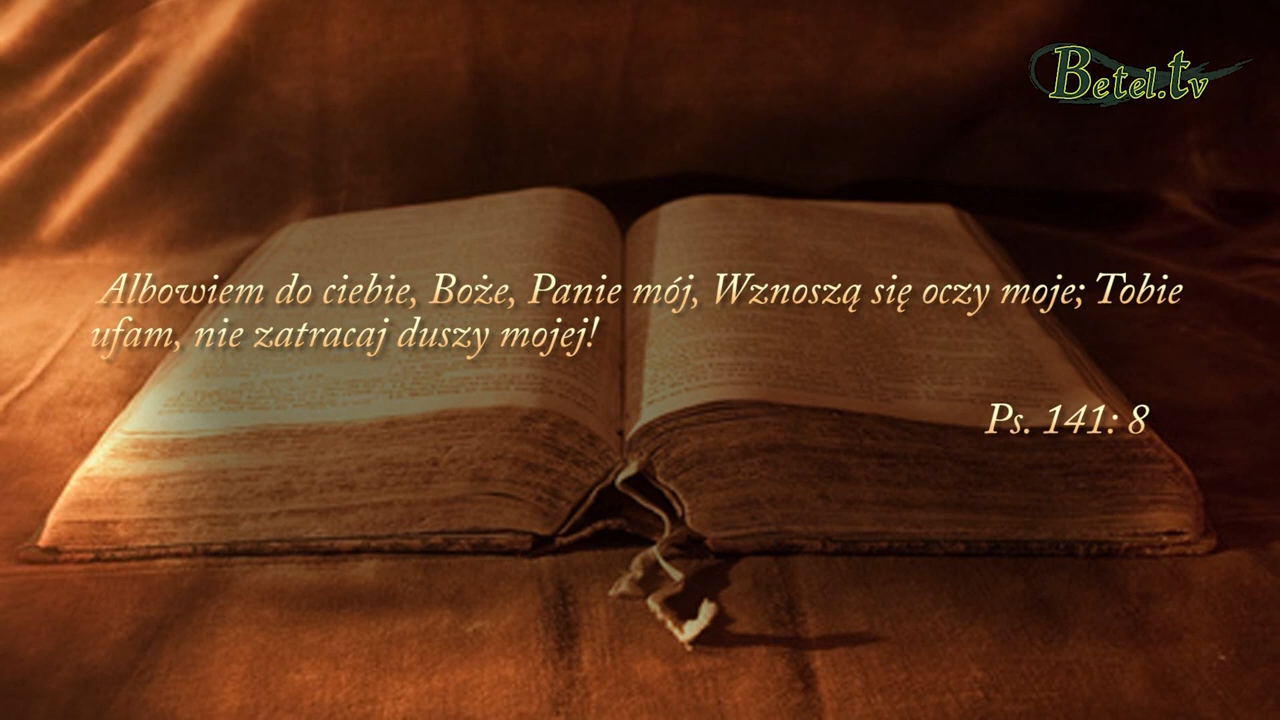 Betel.tv
Albowiem do ciebie, Boże, Panie mój, Wznoszą się oczy moje; Tobie
ufam, nie zatracaj duszy mojej!
Ps. 141: 8